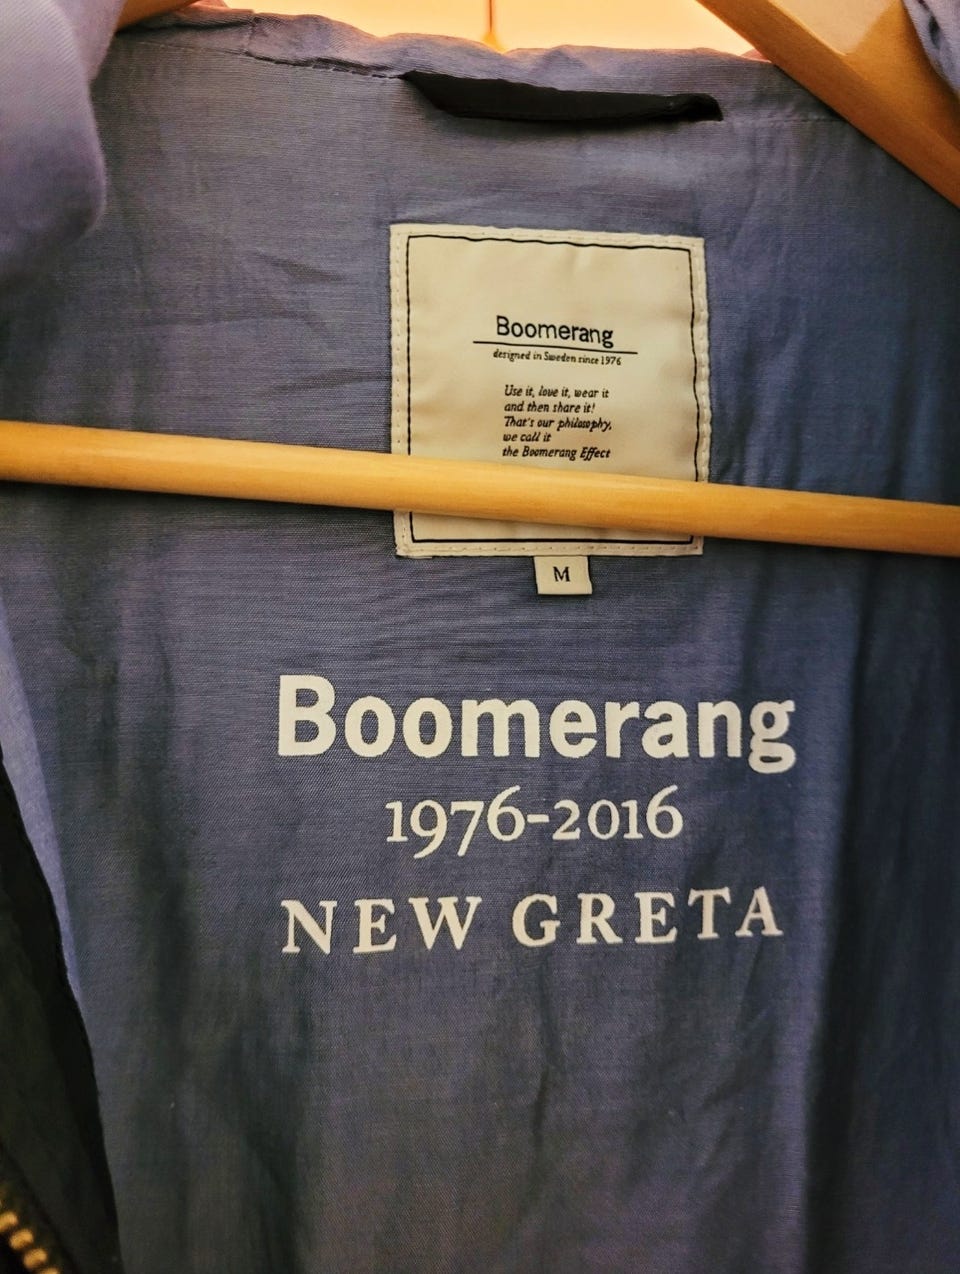 Boomerang
designed in Sweden since 1976
Use it, love it, wear it
and then share it!
That's our philosophy,
we call it
the Boomerang Effect
M
Boomerang
1976-2016
NEW GRETA